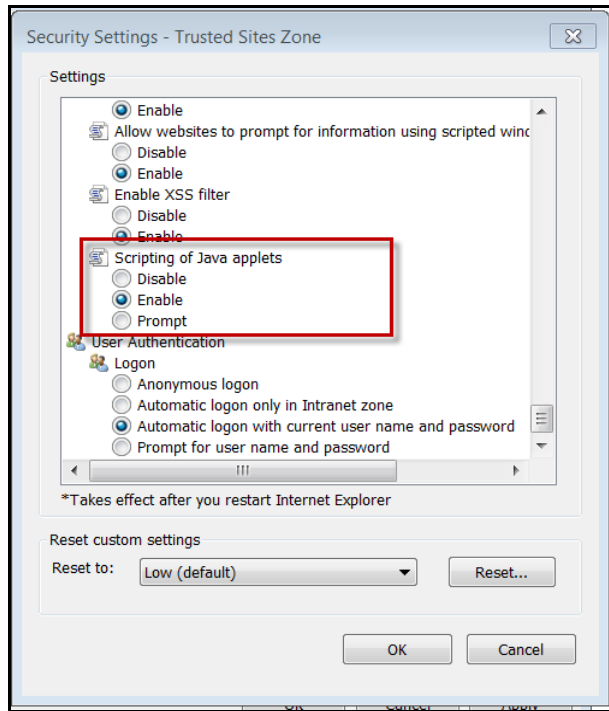 Security Settings - Trusted Sites Zone
Settings
Enable
Allow websites to prompt for information using scripted
Disable
Enable
Enable XSS filter
Disable
Enable
Scripting of Java applets
Disable
Enable
Prompt
User Authentication
Logon
Anonymous logon
Automatic logon only in Intranet zone
Automatic logon with current user name and password
Prompt for user name and password
*Takes effect after you restart Internet Explorer
Reset custom settings
Reset to: Low (default) Reset...
OK Cancel
OK Cancel Apply